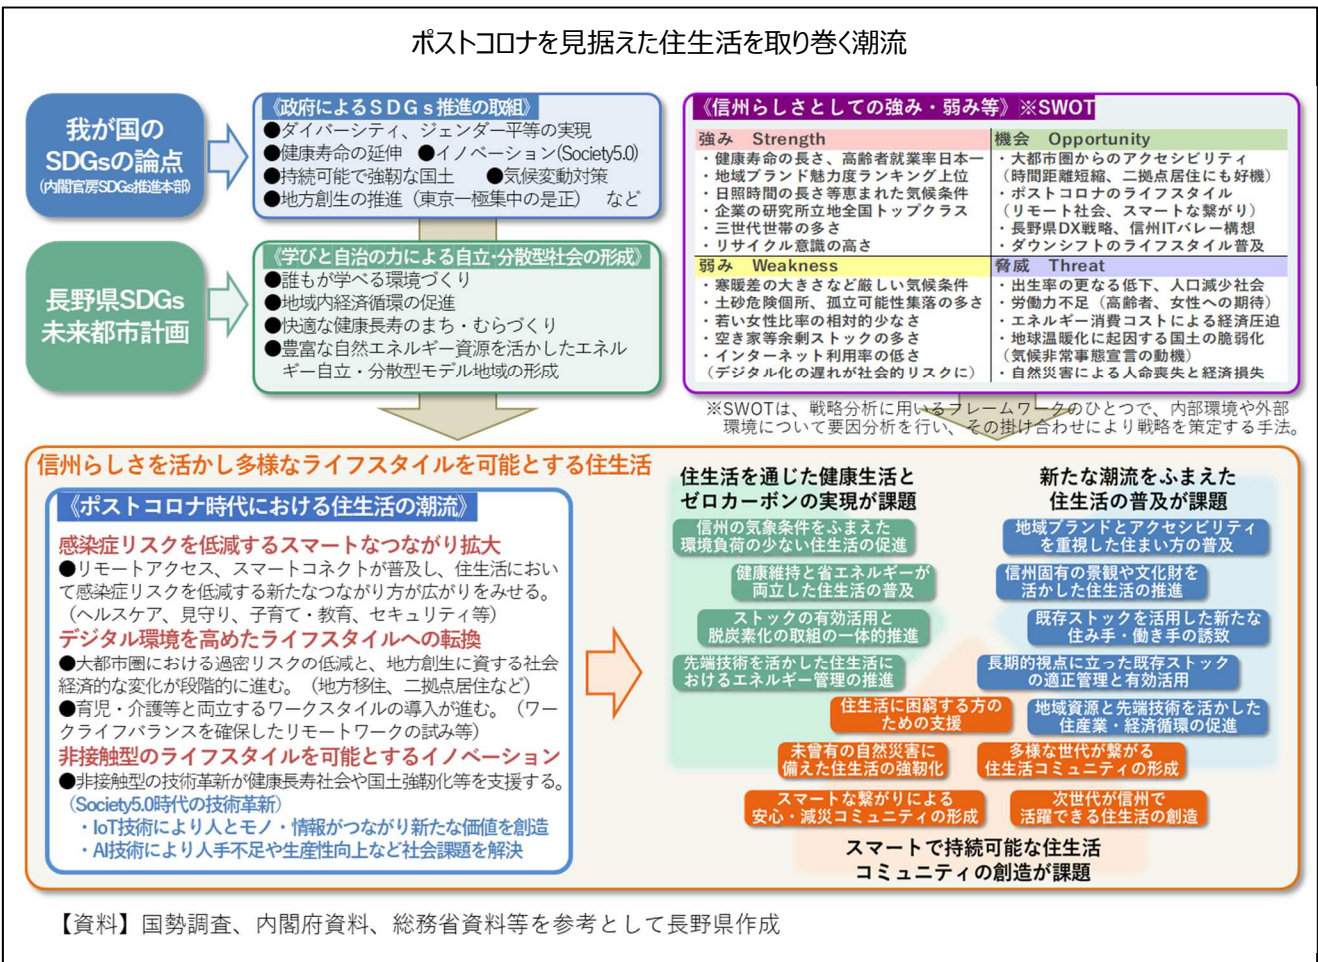 ポストコロナを見据えた住生活を取り巻く潮流
我が国の
SDGsの論点
(内閣官房SDGs推進本部)
《政府によるＳＤＧｓ推進の取組》
●ダイバーシティ、ジェンダー平等の実現
●健康寿命の延伸　●イノベーション(Society5.0)
●持続可能で強靭な国土　●気候変動対策
●地方創生の推進（東京一極集中の是正）　など
長野県SDGs
未来都市計画
《学びと自治の力による自立・分散型社会の形成》
●誰もが学べる環境づくり
●地域内経済循環の促進
●快適な健康長寿のまち・むらづくり
●豊富な自然エネルギー資源を活かしたエネル
ギー自立・分散型モデル地域の形成
《信州らしさとしての強み・弱み等》※SWOT
強み　Strength
・健康寿命の長さ、高齢者就業率日本一
・地域ブランド魅力度ランキング上位
・日照時間の長さ等恵まれた気候条件
・企業の研究所立地全国トップクラス
・三世代世帯の多さ
・リサイクル意識の高さ
機会　Opportunity
・大都市圏からのアクセシビリティ
（時間距離短縮、二拠点居住にも好機）
・ポストコロナのライフスタイル
（リモート社会、スマートな繋がり）
・長野県DX戦略、信州ITバレー構想
・ダウンシフトのライフスタイル普及
弱み　Weakness
・寒暖差の大きさなど厳しい気候条件
・土砂危険個所、孤立可能性集落の多さ
・若い女性比率の相対的少なさ
・空き家等余剰ストックの多さ
・インターネット利用率の低さ
（デジタル化の遅れが社会的リスクに）
脅威　Threat
・出生率の更なる低下、人口減少社会
・労働力不足（高齢者、女性への期待）
・エネルギー消費コストによる経済圧迫
・地球温暖化に起因する国土の脆弱化
（気候非常事態宣言の動機）
・自然災害による人命喪失と経済損失
※SWOTは、戦略分析に用いるフレームワークのひとつで、内部環境や外部
環境について要因分析を行い、その掛け合わせにより戦略を策定する手法。
信州らしさを活かし多様なライフスタイルを可能とする住生活
《ポストコロナ時代における住生活の潮流》
感染症リスクを低減するスマートなつながり拡大
●リモートアクセス、スマートコネクトが普及し、住生活におい
て感染症リスクを低減する新たなつながり方が広がりをみせる。
（ヘルスケア、見守り、子育て・教育、セキュリティ等）
デジタル環境を高めたライフスタイルへの転換
●大都市圏における過密リスクの低減と、地方創生に資する社会
経済的な変化が段階的に進む。（地方移住、二拠点居住など）
●育児・介護等と両立するワークスタイルの導入が進む。（ワー
クライフバランスを確保したリモートワークの試み等）
非接触型のライフスタイルを可能とするイノベーション
●非接触型の技術革新が健康長寿社会や国土強靭化等を支援する。
（Society5.0時代の技術革新）
・IoT技術により人とモノ・情報がつながり新たな価値を創造
・AI技術により人手不足や生産性向上など社会課題を解決
住生活を通じた健康生活と
ゼロカーボンの実現が課題
信州の気象条件をふまえた
環境負荷の少ない住生活の促進
健康維持と省エネルギーが
両立した住生活の普及
ストックの有効活用と
脱炭素化の取組の一体的推進
先端技術を活かした住生活に
おけるエネルギー管理の推進
新たな潮流をふまえた
住生活の普及が課題
地域ブランドとアクセシビリティ
を重視した住まい方の普及
信州固有の景観や文化財を
活かした住生活の推進
既存ストックを活用した新たな
住み手・働き手の誘致
長期的視点に立った既存ストック
の適正管理と有効活用
地域資源と先端技術を活かした
住産業・経済循環の促進
住生活に困窮する方の
ための支援
未曾有の自然災害に
備えた住生活の強靭化
多様な世代が繋がる
住生活コミュニティの形成
スマートな繋がりによる
安心・減災コミュニティの形成
次世代が信州で
活躍できる住生活の創造
スマートで持続可能な住生活
コミュニティの創造が課題
【資料】国勢調査、内閣府資料、総務省資料等を参考として長野県作成